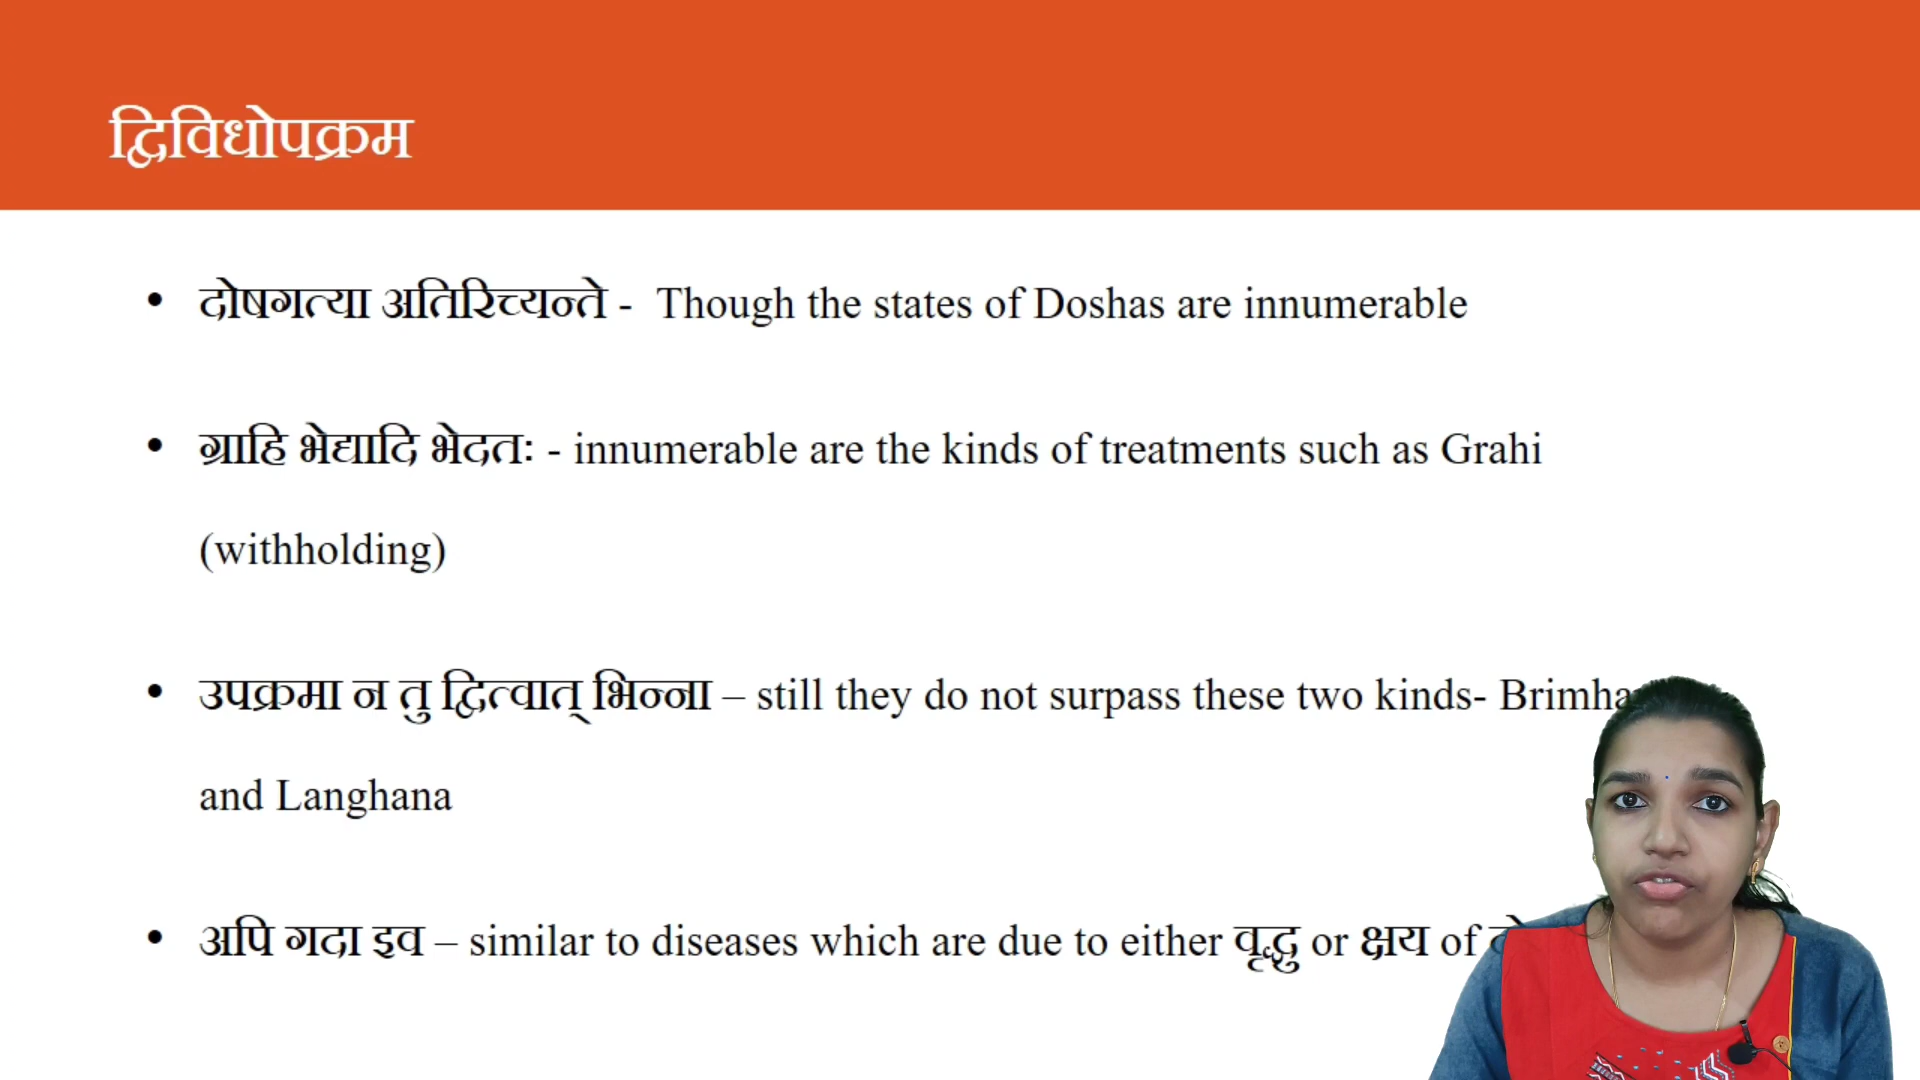 द्विविधोपक्रम
• दोषगत्या अतिरिच्यन्ते - Though the states of Doshas are innumerable
• ग्राहि भेद्यादि भेदतः - innumerable are the kinds of treatments such as Grahi
(withholding)
• उपक्रमा न तु द्वित्वात् भिन्ना – still they do not surpass these two kinds-
and Langhana
• अपि गदा इव – similar to diseases which are due to either वृद्धु or क्षय of